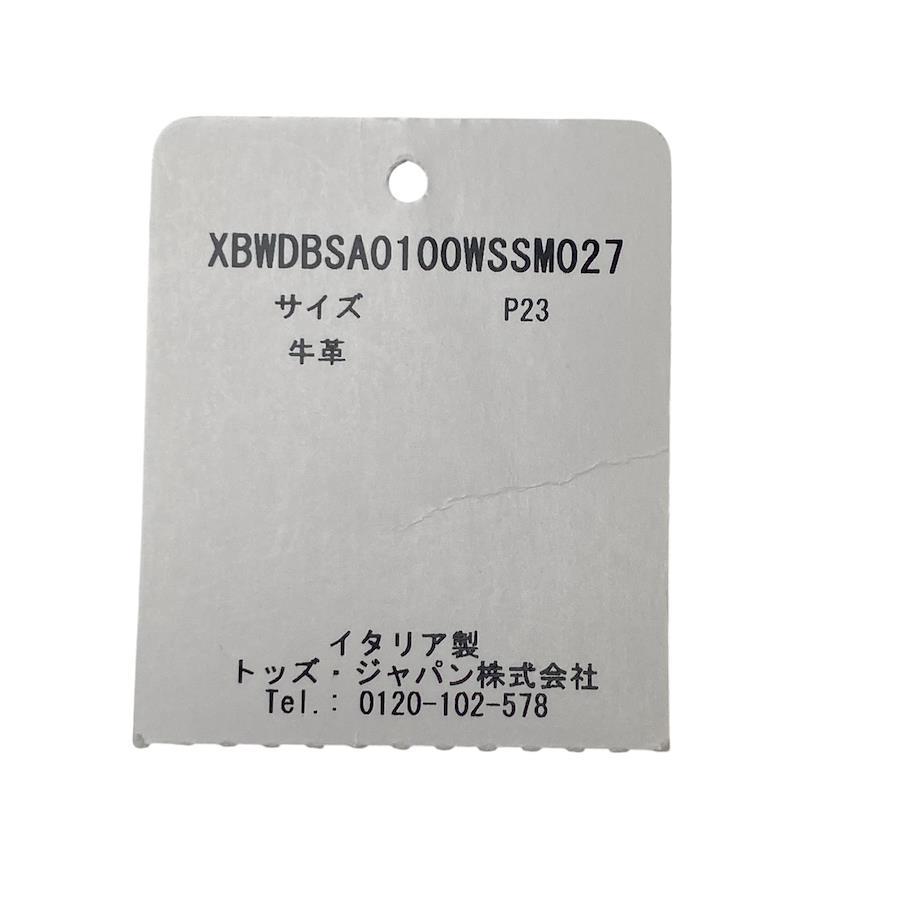 XBWDBSA0100WSSM027
サイズ P23
牛革
イタリア製
トッズ・ジャパン株式会社
Tel.: 0120-102-578